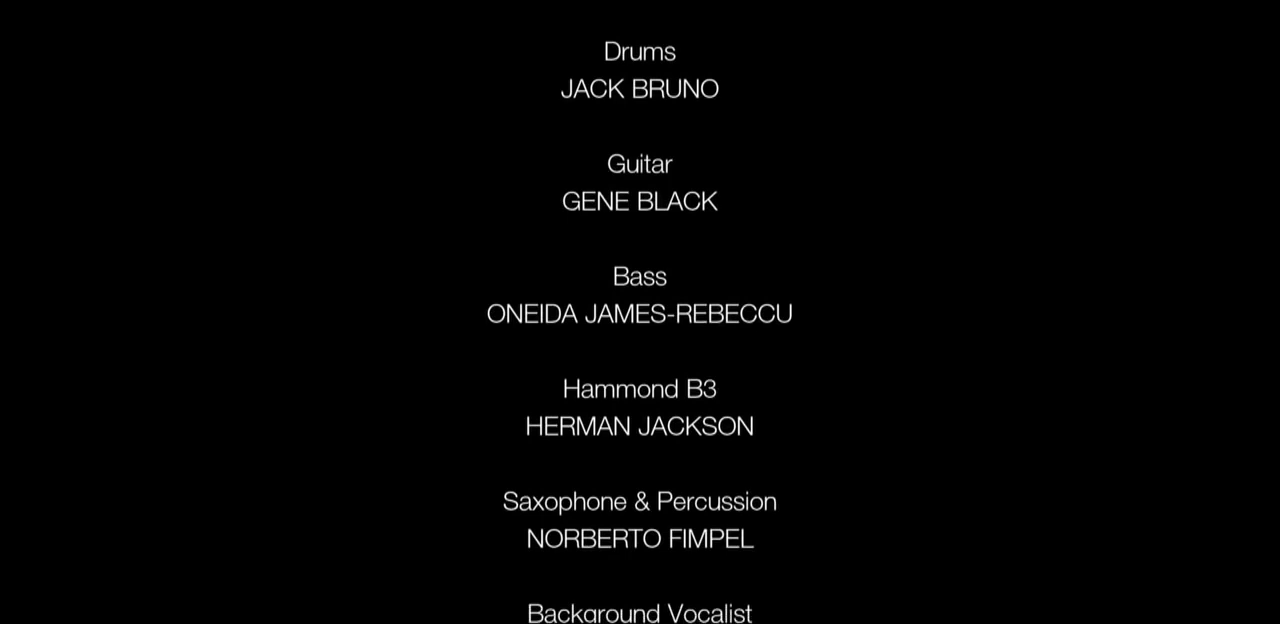 Drums
JACK BRUNO
Guitar
GENE BLACK
Bass
ONEIDA JAMES-REBECCU
Hammond B3
HERMAN JACKSON
Saxophone & Percussion
NORBERTO FIMPEL
Background Vocalist